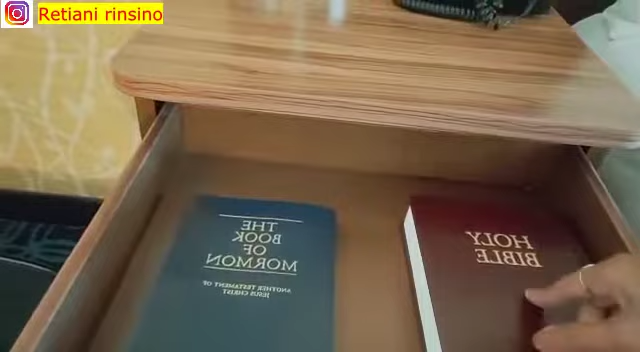 Retiani rinsino
THE
BOOK
OF
MORMON
ANOTHER TESTAMENT OF
JESUS CHRIST
HOLY
BIBLE